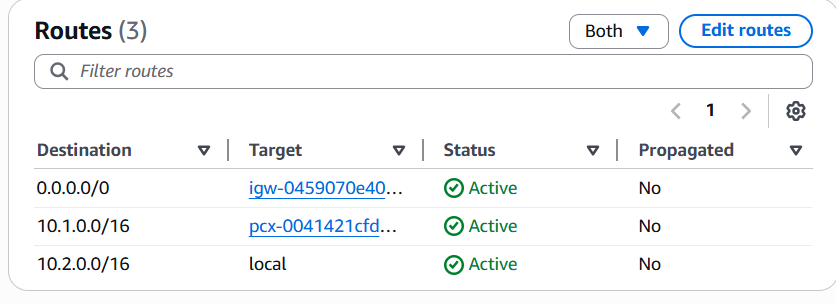 Routes (3)
Both
Edit routes
Filter routes
1
Destination Target Status Propagated
0.0.0.0/0 igw-0459070e40... Active No
10.1.0.0/16 pcx-0041421cfd... Active No
10.2.0.0/16 local Active No